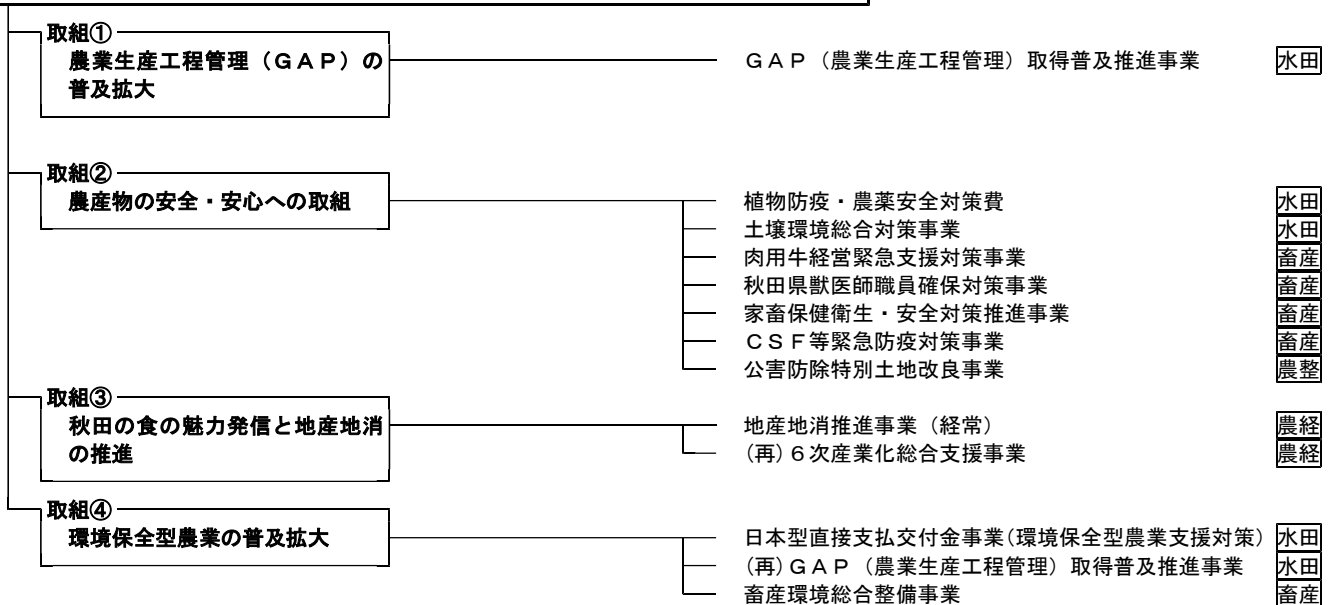 取組①
農業生産工程管理（ＧＡＰ）の
普及拡大
ＧＡＰ（農業生産工程管理）取得普及推進事業 水田
取組②
農産物の安全・安心への取組
植物防疫・農薬安全対策費 水田
土壌環境総合対策事業 水田
肉用牛経営緊急支援対策事業 畜産
秋田県獣医師職員確保対策事業 畜産
家畜保健衛生・安全対策推進事業 畜産
ＣＳＦ等緊急防疫対策事業 畜産
公害防除特別土地改良事業 農整
取組③
秋田の食の魅力発信と地産地消
の推進
地産地消推進事業（経常） 農経
(再)６次産業化総合支援事業 農経
取組④
環境保全型農業の普及拡大
日本型直接支払交付金事業(環境保全型農業支援対策) 水田
(再)ＧＡＰ（農業生産工程管理）取得普及推進事業 水田
畜産環境総合整備事業 畜産